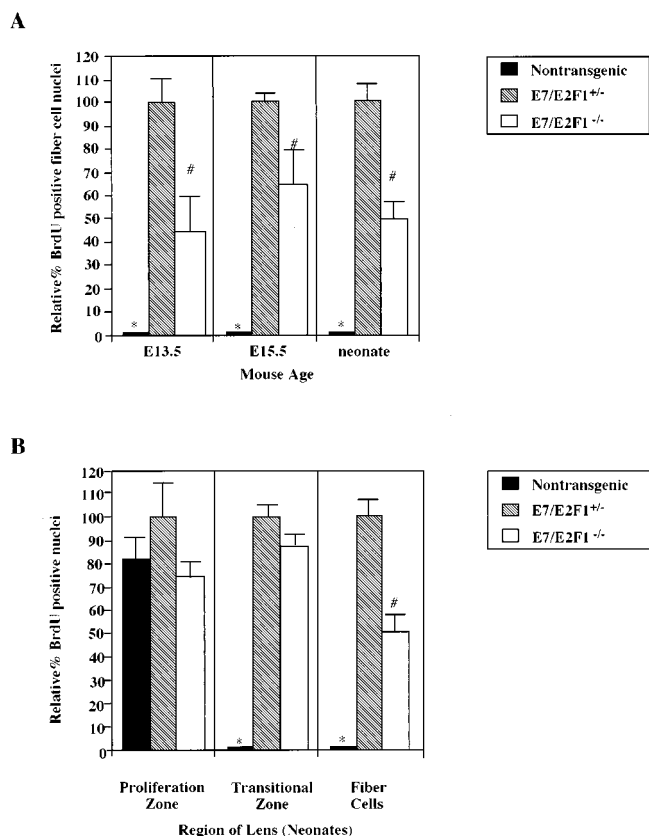 A
Relative % BrdU positive fiber cell nuclei
120
110
100
90
80
70
60
50
40
30
20
10
0
*
#
*
#
*
#
E13.5
E15.5
neonate
Mouse Age
Nontransgenic
E7/E2F1+/-
E7/E2F1 -/-
B
Relative % BrdU positive nuclei
120
110
100
90
80
70
60
50
40
30
20
10
0
*
*
#
Proliferation Zone
Transitional Zone
Fiber Cells
Region of Lens (Neonates)
Nontransgenic
E7/E2F1+/-
E7/E2F1 -/-